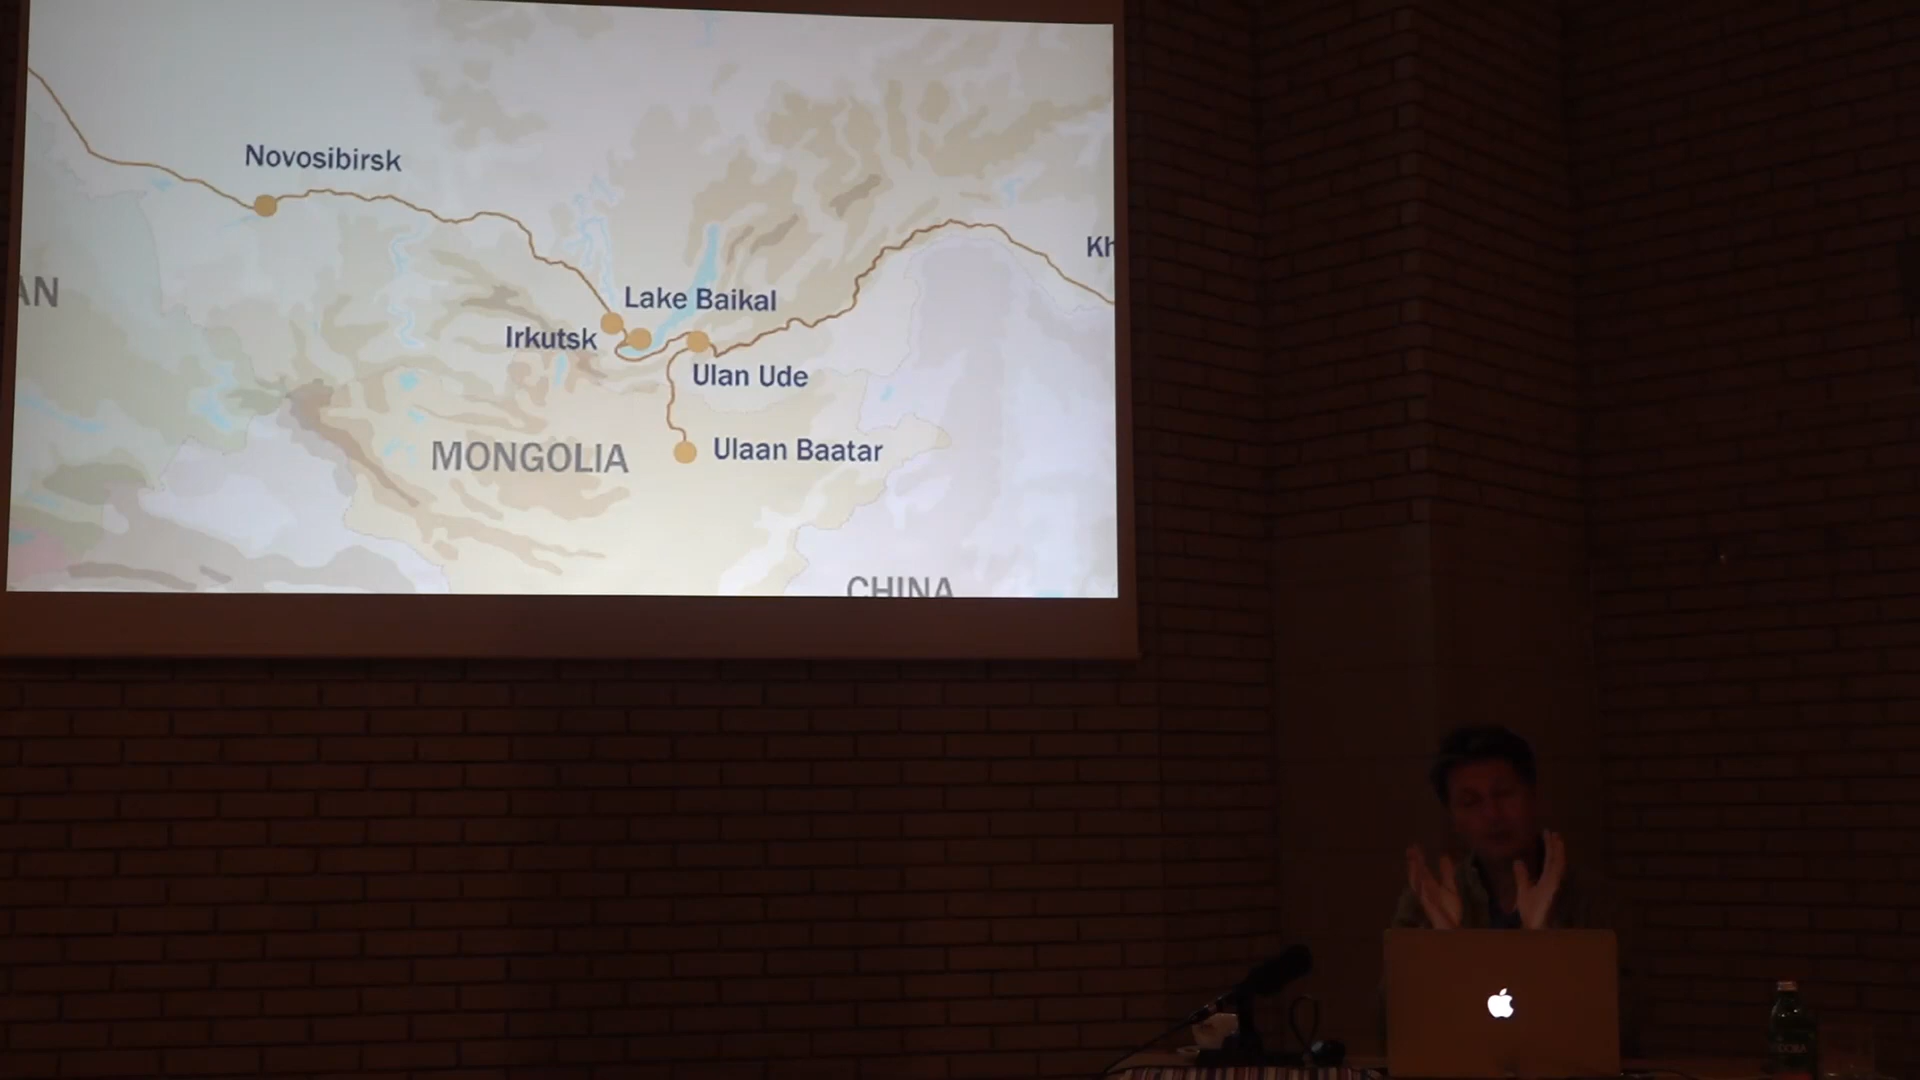 Novosibirsk
Kh
AN
Lake Baikal
Irkutsk
Ulan Ude
MONGOLIA
Ulaan Baatar
CHINA